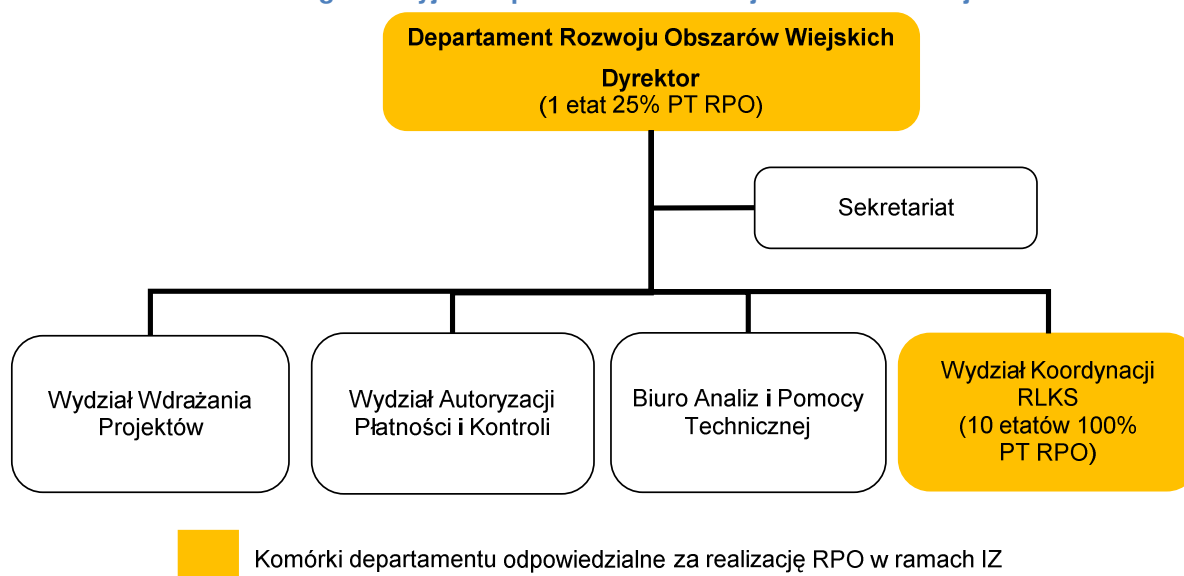 Departament Rozwoju Obszarów Wiejskich
Dyrektor
(1 etat 25% PT RPO)
Sekretariat
Wydział Wdrażania
Projektów
Wydział Autoryzacji
Płatności i Kontroli
Biuro Analiz i Pomocy
Technicznej
Wydział Koordynacji
RLKS
(10 etatów 100%
PT RPO)
Komórki departamentu odpowiedzialne za realizację RPO w ramach IZ